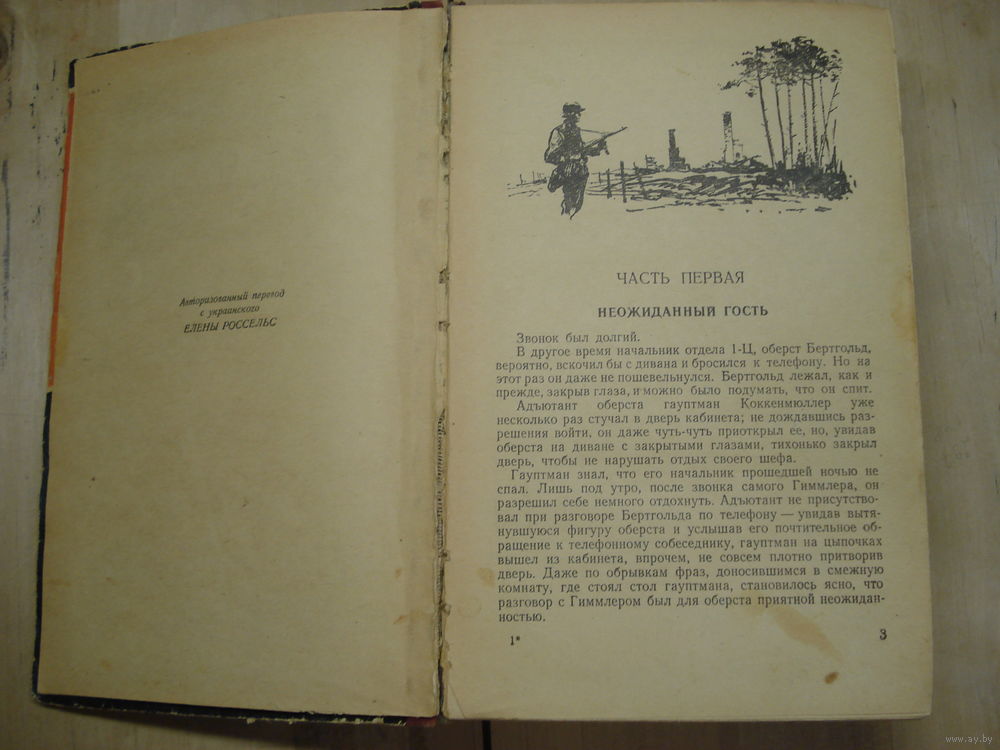 Авторизованный перевод
с украинского
ЕЛЕНЫ РОССЕЛЬС
ЧАСТЬ ПЕРВАЯ
НЕОЖИДАННЫЙ ГОСТЬ
Звонок был долгий.
В другое время начальник отдела 1-Ц, оберст Бертгольд,
вероятно, вскочил бы с дивана и бросился к телефону. Но на
этот раз он даже не пошевельнулся. Бертгольд лежал, как и
прежде, закрыв глаза, и можно было подумать, что он спит.
Адъютант оберста гауптман Коккенмюллер уже
несколько раз стучал в дверь кабинета; не дождавшись раз-
решения войти, он даже чуть-чуть приоткрыл ее, но, увидав
оберста на диване с закрытыми глазами, тихонько закрыл
дверь, чтобы не нарушать отдых своего шефа.
Гауптман знал, что его начальник прошедшей ночью не
спал. Лишь под утро, после звонка самого Гиммлера, он
разрешил себе немного отдохнуть. Адъютант не присутство-
вал при разговоре Бертгольда по телефону — увидав вытя-
нувшуюся фигуру оберста и услышав его почтительное об-
ращение к телефонному собеседнику, гауптман на цыпочках
вышел из кабинета, впрочем, не совсем плотно притворив
дверь. Даже по обрывкам фраз, доносившимся в смежную
комнату, где стоял стол гауптмана, становилось ясно, что
разговор с Гиммлером был для оберста приятной неожидан-
ностью.
1*
3
www.ay.by